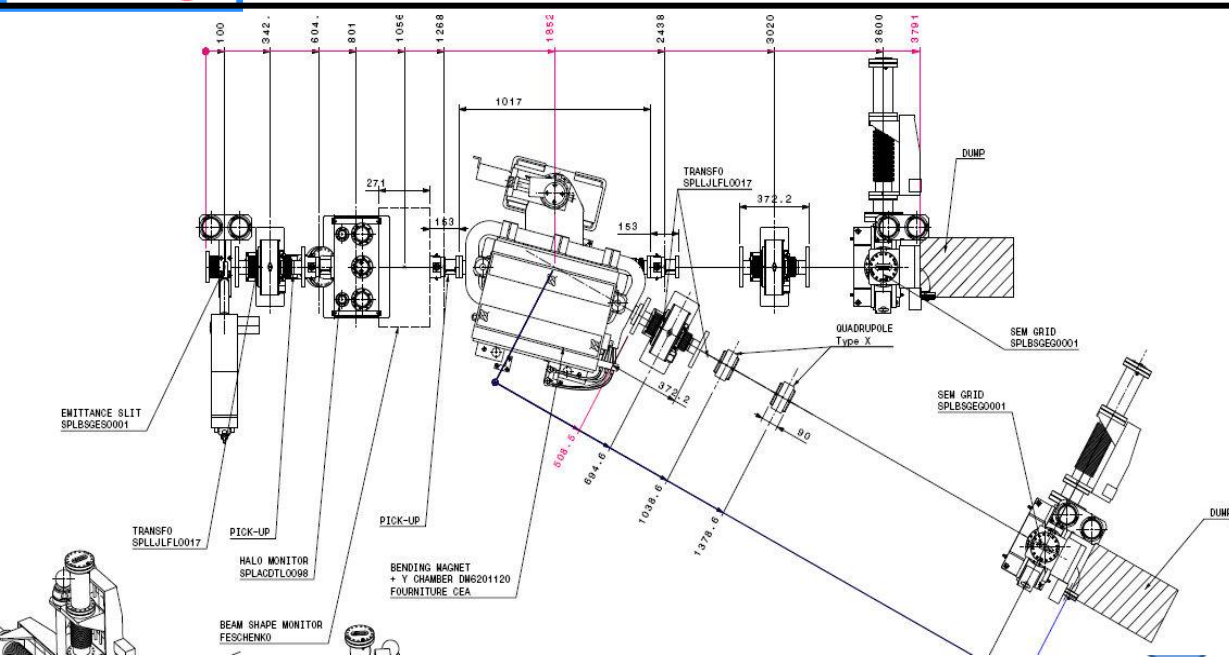 100
342.
604.
801
1056
1268
1852
2438
3020
3600
3791
1017
DUMP
TRANSFO
SPLLJLFL0017
271
372.2
153
153
QUADRUPOLE
Type X
SEM GRID
SPLBSGEG0001
372.2
SEM GRID
SPLBSGEG0001
EMITTANCE SLIT
SPLBSGES0001
90
508.5
694.6
1038.6
1378.6
DUMP
TRANSFO
SPLLJLFL0017
PICK-UP
PICK-UP
HALO MONITOR
SPLACDTL0098
BENDING MAGNET
+ Y CHAMBER DM6201120
FOURNITURE CEA
BEAM SHAPE MONITOR
FESCHENKO